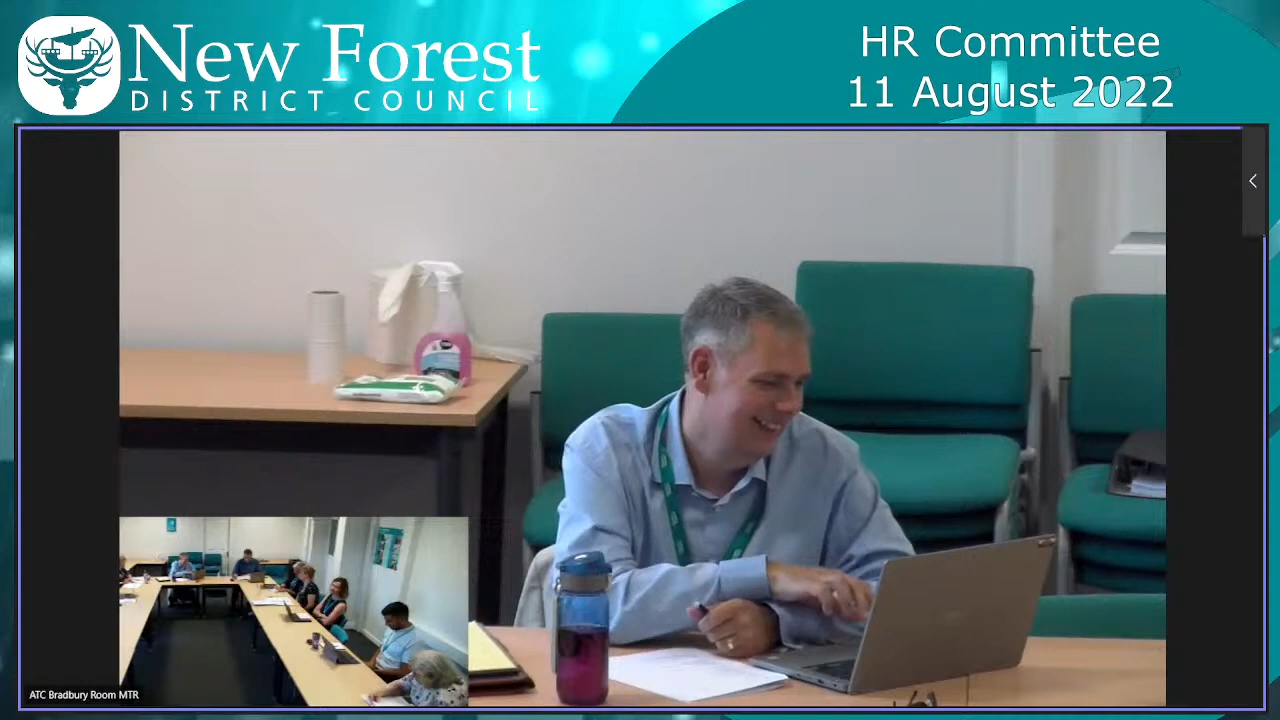 New Forest
DISTRICT COUNCIL
HR Committee
11 August 2022
ATC Bradbury Room MTR